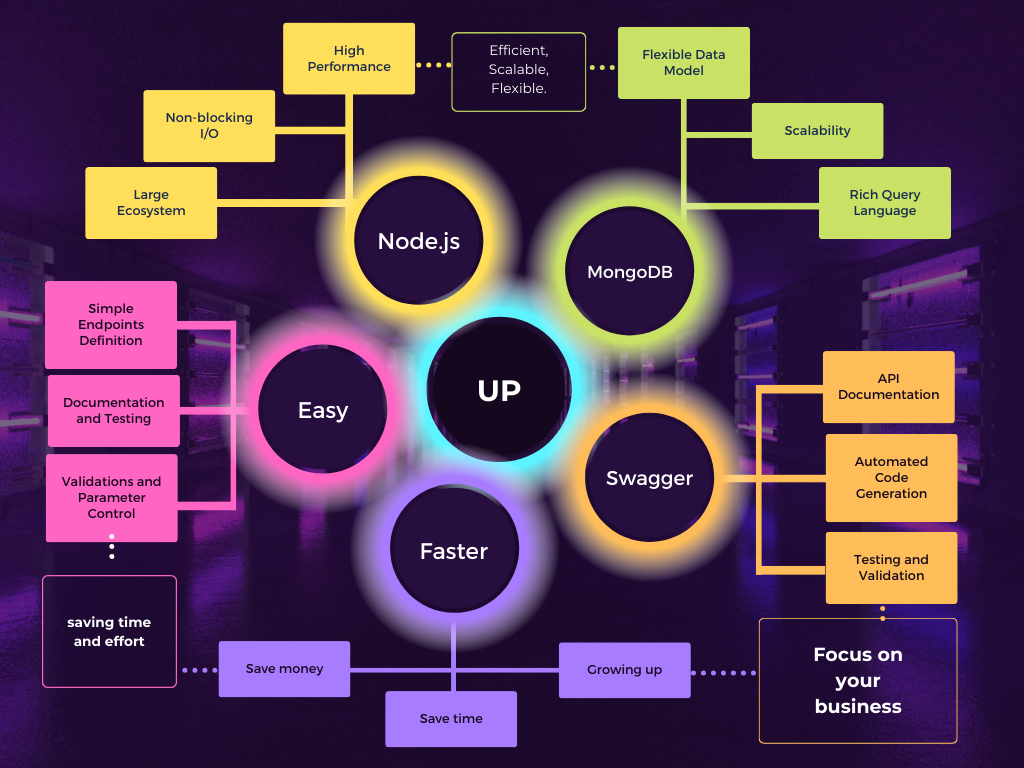 High
Performance
Efficient,
Scalable,
Flexible.
Flexible Data
Model
Non-blocking
I/O
Scalability
Large
Ecosystem
Rich Query
Language
Node.js
MongoDB
Simple
Endpoints
Definition
Documentation
and Testing
Validations and
Parameter
Control
Easy
UP
Swagger
Faster
API
Documentation
Automated
Code
Generation
Testing and
Validation
saving time
and effort
Save money
Save time
Growing up
Focus on
your
business